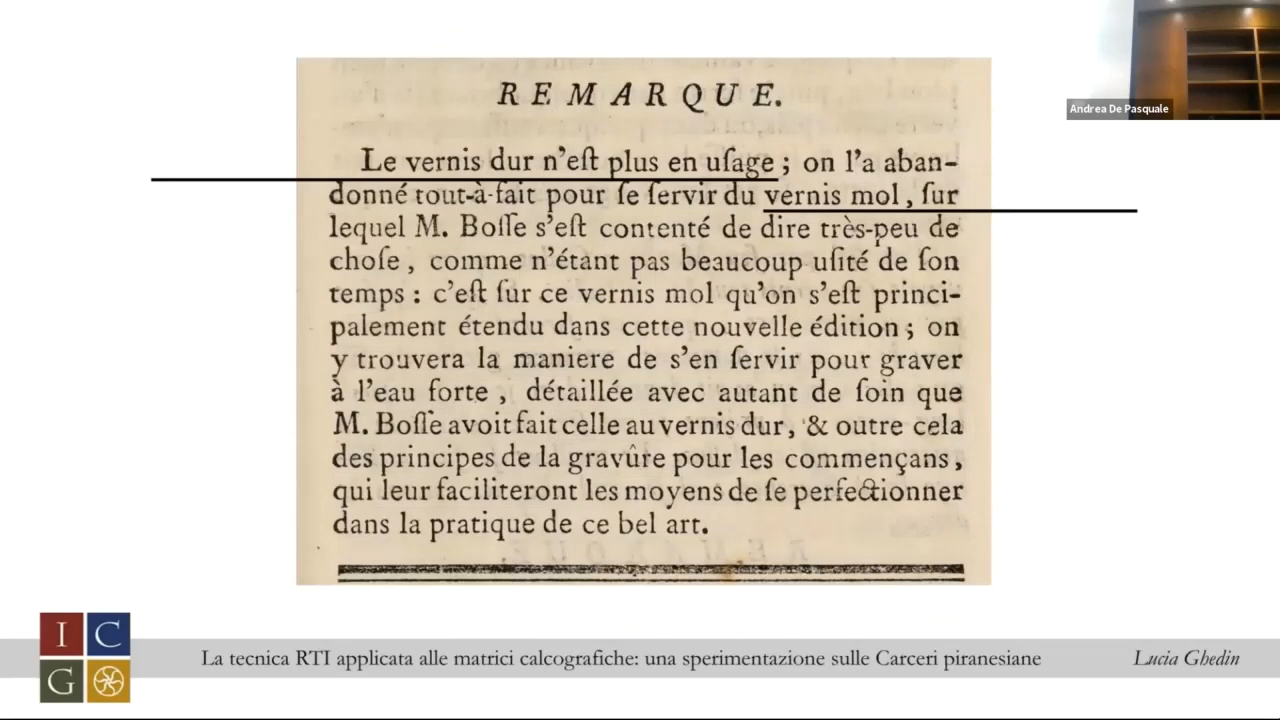 Andrea De Pasquale
REMARQUE.
Le vernis dur n'eſt plus en uſage ; on l'a aban-
donné tout-à-fait pour ſe ſervir du vernis mol, ſur
lequel M. Boſſe s'eſt contenté de dire très-peu de
choſe, comme n'étant pas beaucoup uſité de ſon
temps : c'eſt ſur ce vernis mol qu'on s'eſt princi-
palement étendu dans cette nouvelle édition ; on
y trouvera la maniere de s'en ſervir pour graver
à l'eau forte, détaillée avec autant de ſoin que
M. Boſſe avoit fait celle au vernis dur, & outre cela
des principes de la gravûre pour les commençans,
qui leur faciliteront les moyens de ſe perfectionner
dans la pratique de ce bel art.
I C
G
La tecnica RTI applicata alle matrici calcografiche: una sperimentazione sulle Carceri piranesiane
Lucia Ghedin